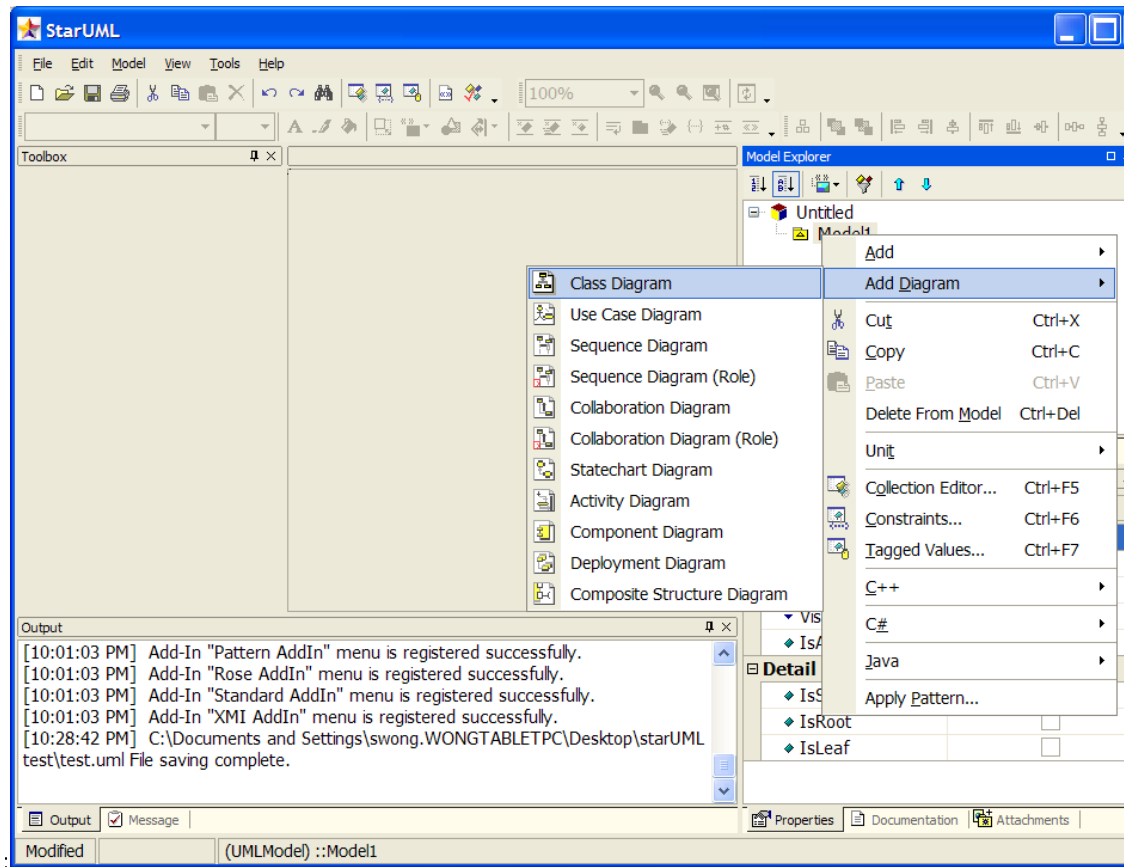 StarUML
File Edit Model View Tools Help
100%
Toolbox
Model Explorer
Untitled
Model1
Add
Add Diagram
Cut Ctrl+X
Copy Ctrl+C
Paste Ctrl+V
Delete From Model Ctrl+Del
Unit
Collection Editor... Ctrl+F5
Constraints... Ctrl+F6
Tagged Values... Ctrl+F7
C++
C#
Java
Apply Pattern...
Class Diagram
Use Case Diagram
Sequence Diagram
Sequence Diagram (Role)
Collaboration Diagram
Collaboration Diagram (Role)
Statechart Diagram
Activity Diagram
Component Diagram
Deployment Diagram
Composite Structure Diagram
Vis
IsA
Detail
IsS
IsRoot
IsLeaf
Output
[10:01:03 PM] Add-In "Pattern AddIn" menu is registered successfully.
[10:01:03 PM] Add-In "Rose AddIn" menu is registered successfully.
[10:01:03 PM] Add-In "Standard AddIn" menu is registered successfully.
[10:01:03 PM] Add-In "XMI AddIn" menu is registered successfully.
[10:28:42 PM] C:\Documents and Settings\swong.WONGTABLETPC\Desktop\starUML
test\test.uml File saving complete.
Output Message
Properties Documentation Attachments
Modified (UMLModel) ::Model1